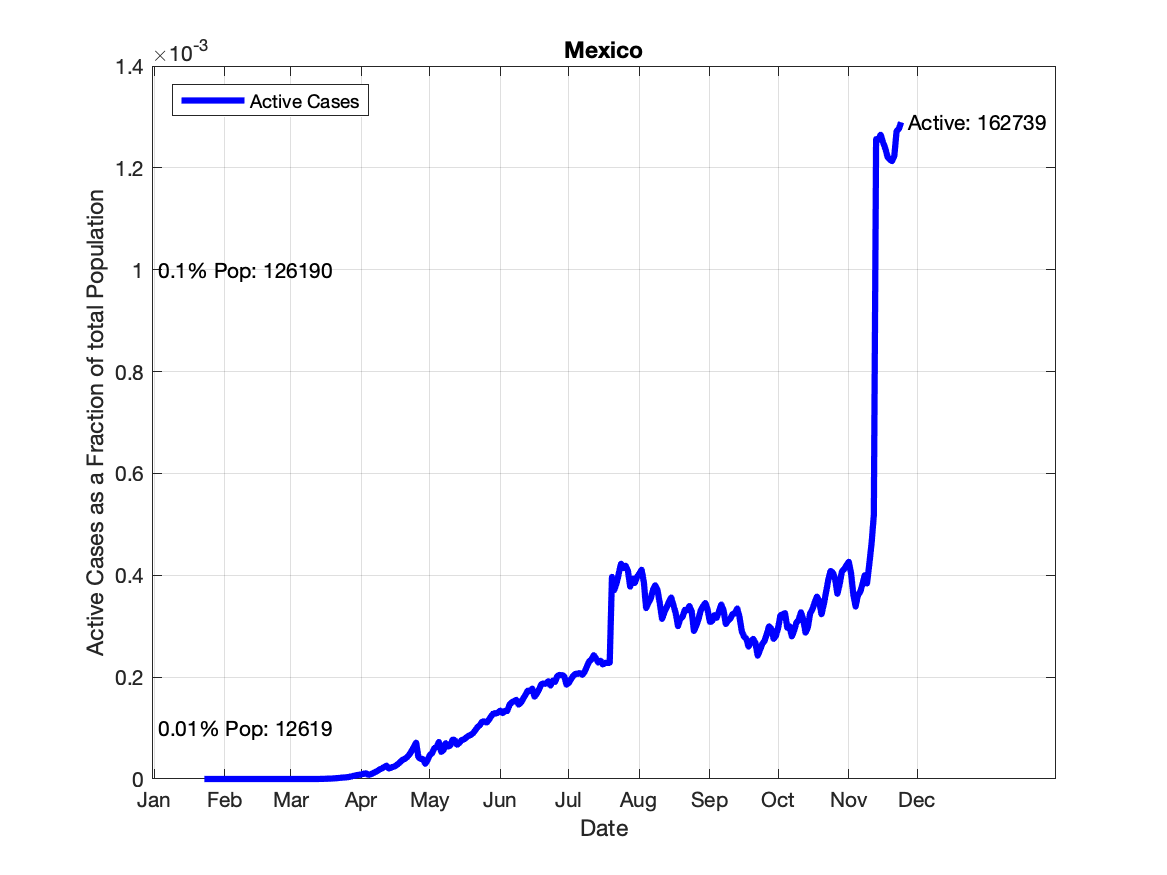 Mexico
×10-3
1.4
Active Cases
Active: 162739
1.2
1
0.1% Pop: 126190
0.8
0.6
0.4
0.2
0.01% Pop: 12619
0
Active Cases as a Fraction of total Population
Jan Feb Mar Apr May Jun Jul Aug Sep Oct Nov Dec
Date